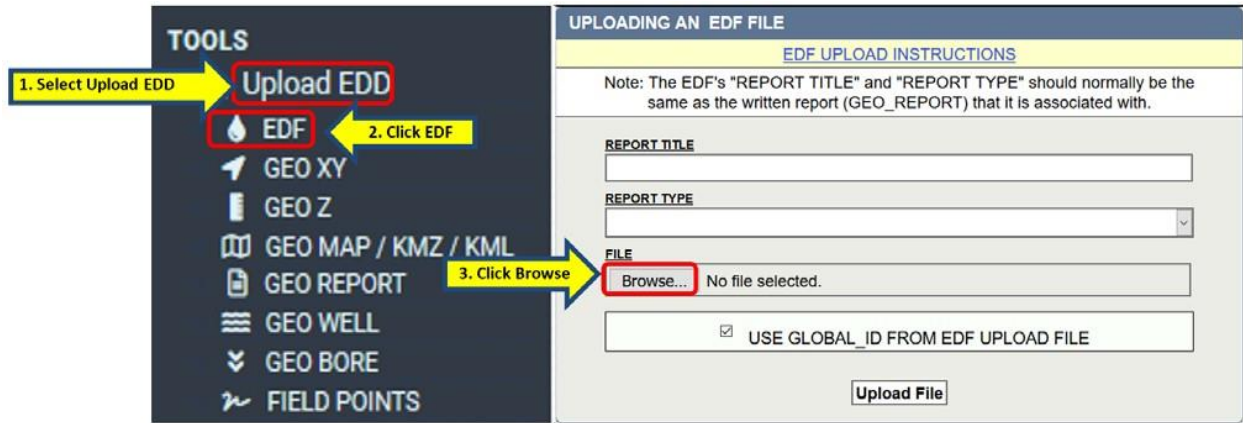 TOOLS
1. Select Upload EDD
Upload EDD
EDF
2. Click EDF
GEO XY
GEO Z
GEO MAP / KMZ / KML
GEO REPORT
GEO WELL
GEO BORE
FIELD POINTS
UPLOADING AN EDF FILE
EDF UPLOAD INSTRUCTIONS
Note: The EDF's "REPORT TITLE" and "REPORT TYPE" should normally be the
same as the written report (GEO_REPORT) that it is associated with.
REPORT TITLE
REPORT TYPE
FILE
3. Click Browse
Browse... No file selected.
USE GLOBAL_ID FROM EDF UPLOAD FILE
Upload File